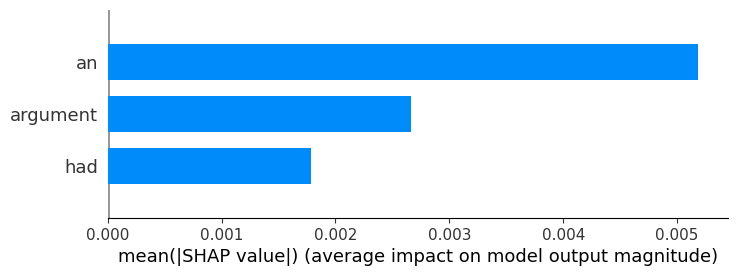 an
argument
had
0.000 0.001 0.002 0.003 0.004 0.005
mean(|SHAP value|) (average impact on model output magnitude)